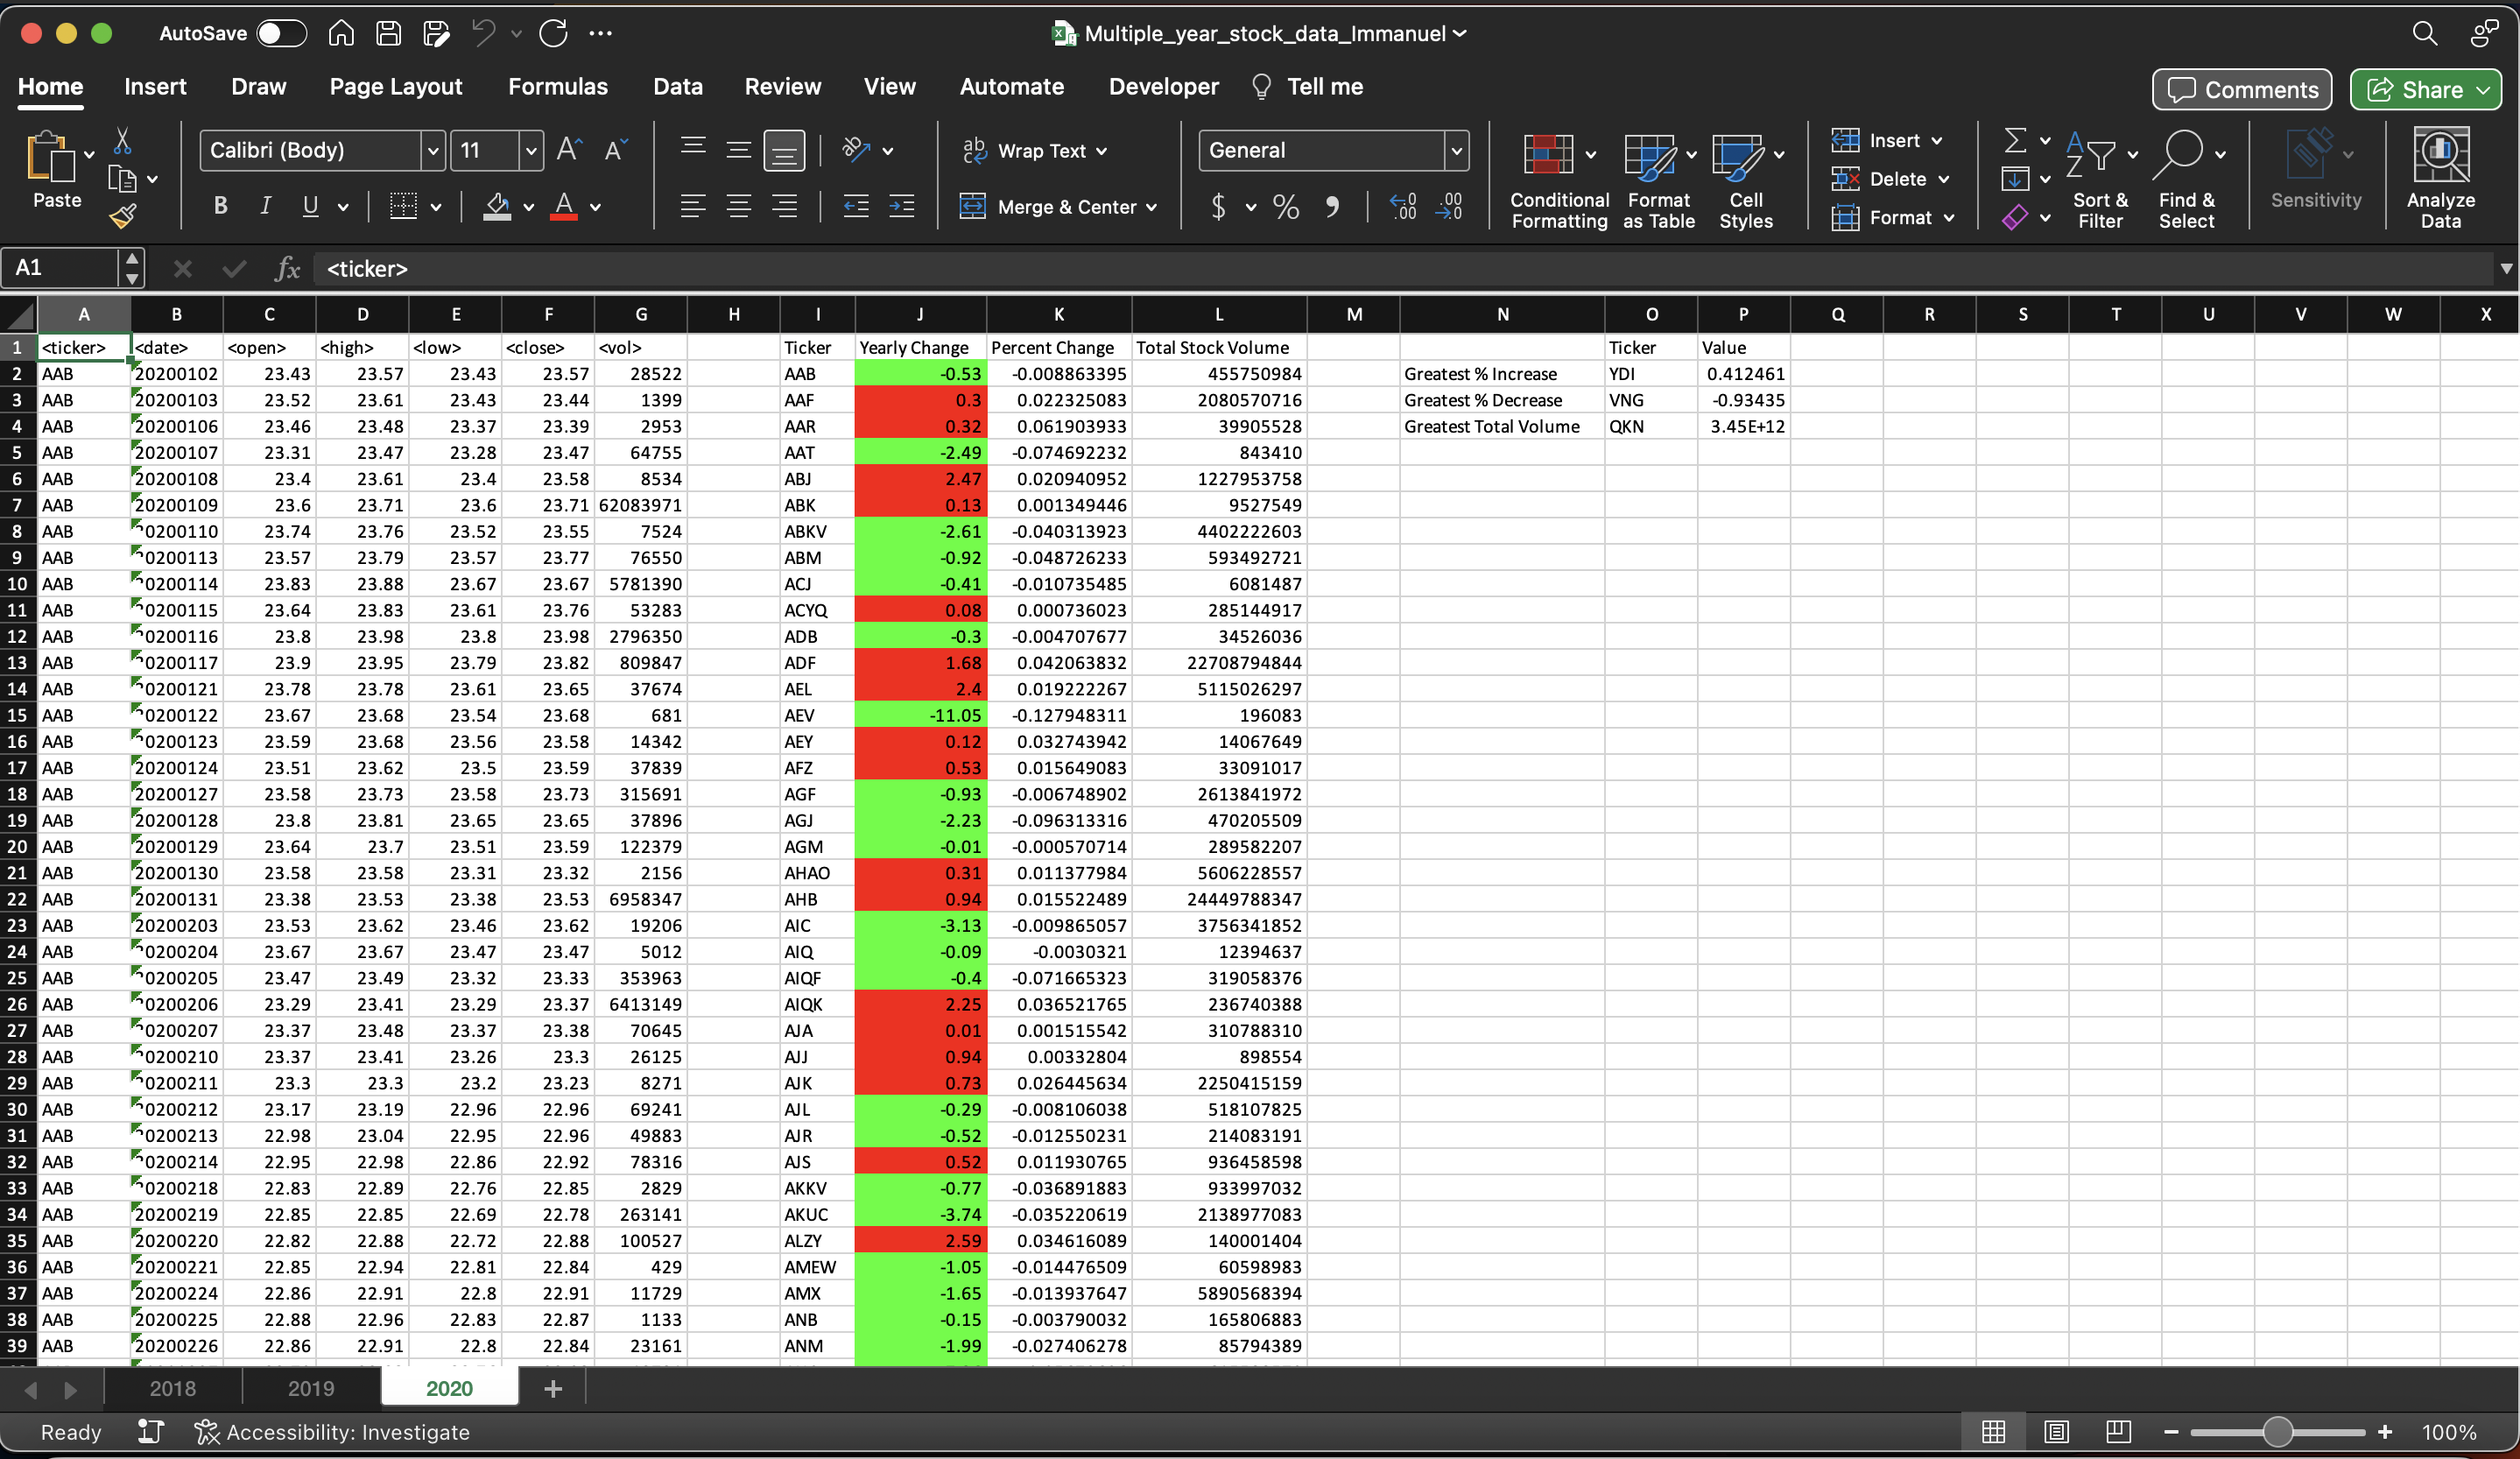 AutoSave
Multiple_year_stock_data_Immanuel
Home Insert Draw Page Layout Formulas Data Review View Automate Developer Tell me Comments Share
Paste
Calibri (Body) 11
B I U
Wrap Text
Merge & Center
General
$ %
Conditional Formatting
Format as Table
Cell Styles
Insert
Delete
Format
Sort & Filter
Find & Select
Sensitivity
Analyze Data
A1 fx <ticker>
A B C D E F G H I J K L M N O P Q R S T U V W X
1 <ticker> <date> <open> <high> <low> <close> <vol> Ticker Yearly Change Percent Change Total Stock Volume Ticker Value
2 AAB 20200102 23.43 23.57 23.43 23.57 28522 AAB -0.53 -0.008863395 455750984 Greatest % Increase YDI 0.412461
3 AAB 20200103 23.52 23.61 23.43 23.44 1399 AAF 0.3 0.022325083 2080570716 Greatest % Decrease VNG -0.93435
4 AAB 20200106 23.46 23.48 23.37 23.39 2953 AAR 0.32 0.061903933 39905528 Greatest Total Volume QKN 3.45E+12
5 AAB 20200107 23.31 23.47 23.28 23.47 64755 AAT -2.49 -0.074692232 843410
6 AAB 20200108 23.4 23.61 23.4 23.58 8534 ABJ 2.47 0.020940952 1227953758
7 AAB 20200109 23.6 23.71 23.6 23.71 62083971 ABK 0.13 0.001349446 9527549
8 AAB 20200110 23.74 23.76 23.52 23.55 7524 ABKV -2.61 -0.040313923 4402222603
9 AAB 20200113 23.57 23.79 23.57 23.77 76550 ABM -0.92 -0.048726233 593492721
10 AAB 20200114 23.83 23.88 23.67 23.67 5781390 ACJ -0.41 -0.010735485 6081487
11 AAB 20200115 23.64 23.83 23.61 23.76 53283 ACYQ 0.08 0.000736023 285144917
12 AAB 20200116 23.8 23.98 23.8 23.98 2796350 ADB -0.3 -0.004707677 34526036
13 AAB 20200117 23.9 23.95 23.79 23.82 809847 ADF 1.68 0.042063832 22708794844
14 AAB 20200121 23.78 23.78 23.61 23.65 37674 AEL 2.4 0.019222267 5115026297
15 AAB 20200122 23.67 23.68 23.54 23.68 681 AEV -11.05 -0.127948311 196083
16 AAB 20200123 23.59 23.68 23.56 23.58 14342 AEY 0.12 0.032743942 14067649
17 AAB 20200124 23.51 23.62 23.5 23.59 37839 AFZ 0.53 0.015649083 33091017
18 AAB 20200127 23.58 23.73 23.58 23.73 315691 AGF -0.93 -0.006748902 2613841972
19 AAB 20200128 23.8 23.81 23.65 23.65 37896 AGJ -2.23 -0.096313316 470205509
20 AAB 20200129 23.64 23.7 23.51 23.59 122379 AGM -0.01 -0.000570714 289582207
21 AAB 20200130 23.58 23.58 23.31 23.32 2156 AHAO 0.31 0.011377984 5606228557
22 AAB 20200131 23.38 23.53 23.38 23.53 6958347 AHB 0.94 0.015522489 24449788347
23 AAB 20200203 23.53 23.62 23.46 23.62 19206 AIC -3.13 -0.009865057 3756341852
24 AAB 20200204 23.67 23.67 23.47 23.47 5012 AIQ -0.09 -0.0030321 12394637
25 AAB 20200205 23.47 23.49 23.32 23.33 353963 AIQF -0.4 -0.071665323 319058376
26 AAB 20200206 23.29 23.41 23.29 23.37 6413149 AIQK 2.25 0.036521765 236740388
27 AAB 20200207 23.37 23.48 23.37 23.38 70645 AJA 0.01 0.001515542 310788310
28 AAB 20200210 23.37 23.41 23.26 23.3 26125 AJJ 0.94 0.00332804 898554
29 AAB 20200211 23.3 23.3 23.2 23.23 8271 AJK 0.73 0.026445634 2250415159
30 AAB 20200212 23.17 23.19 22.96 22.96 69241 AJL -0.29 -0.008106038 518107825
31 AAB 20200213 22.98 23.04 22.95 22.96 49883 AJR -0.52 -0.012550231 214083191
32 AAB 20200214 22.95 22.98 22.86 22.92 78316 AJS 0.52 0.011930765 936458598
33 AAB 20200218 22.83 22.89 22.76 22.85 2829 AKKV -0.77 -0.036891883 933997032
34 AAB 20200219 22.85 22.85 22.69 22.78 263141 AKUC -3.74 -0.035220619 2138977083
35 AAB 20200220 22.82 22.88 22.72 22.88 100527 ALZY 2.59 0.034616089 140001404
36 AAB 20200221 22.85 22.94 22.81 22.84 429 AMEW -1.05 -0.014476509 60598983
37 AAB 20200224 22.86 22.91 22.8 22.91 11729 AMX -1.65 -0.013937647 5890568394
38 AAB 20200225 22.88 22.96 22.83 22.87 1133 ANB -0.15 -0.003790032 165806883
39 AAB 20200226 22.86 22.91 22.8 22.84 23161 ANM -1.99 -0.027406278 85794389
2018 2019 2020 +
Ready Accessibility: Investigate 100%